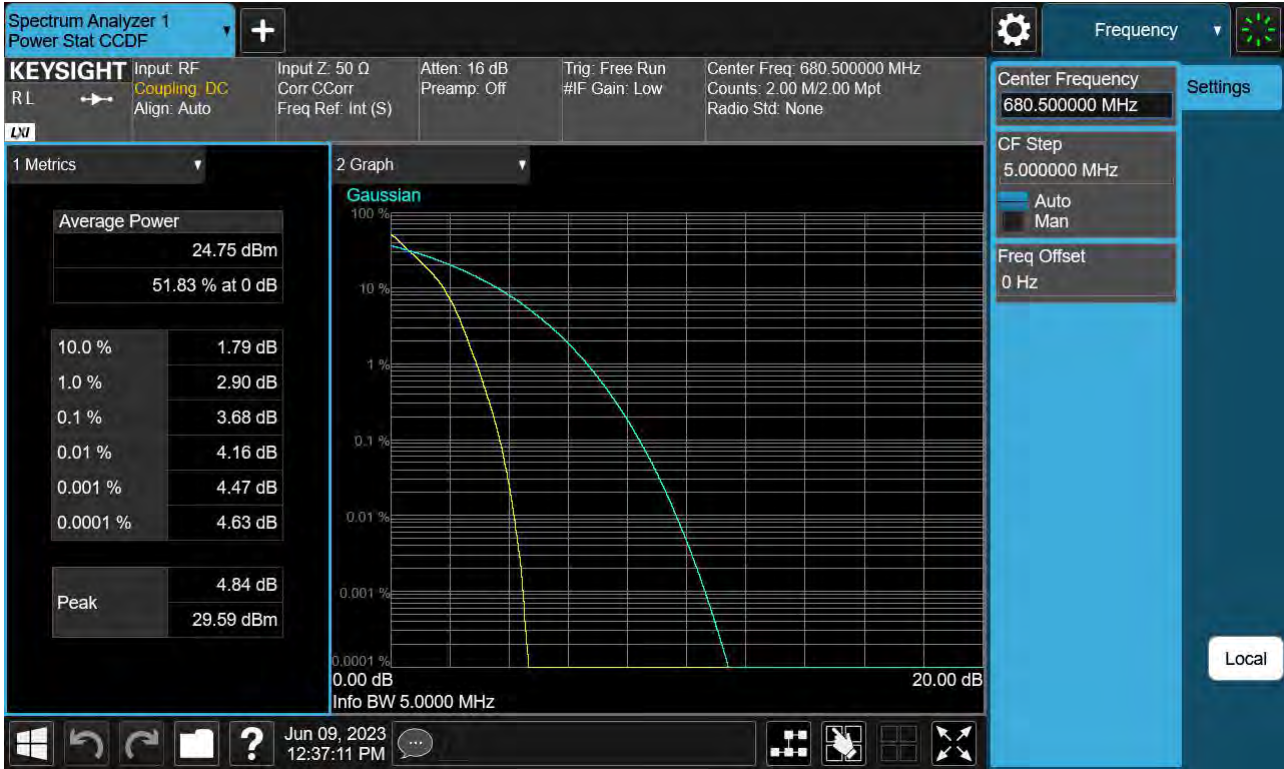 Spectrum Analyzer 1
Power Stat CCDF
Frequency
KEYSIGHT
RL
LXI
Input: RF
Coupling: DC
Align: Auto
Input Z: 50 Ω
Corr CCorr
Freq Ref: Int (S)
Atten: 16 dB
Preamp: Off
Trig: Free Run
#IF Gain: Low
Center Freq: 680.500000 MHz
Counts: 2.00 M/2.00 Mpt
Radio Std: None
Center Frequency
680.500000 MHz
Settings
CF Step
5.000000 MHz
Auto
Man
Freq Offset
0 Hz
1 Metrics
Average Power
24.75 dBm
51.83 % at 0 dB
10.0 % 1.79 dB
1.0 % 2.90 dB
0.1 % 3.68 dB
0.01 % 4.16 dB
0.001 % 4.47 dB
0.0001 % 4.63 dB
Peak
4.84 dB
29.59 dBm
2 Graph
Gaussian
100 %
10 %
1 %
0.1 %
0.01 %
0.001 %
0.0001 %
0.00 dB 20.00 dB
Info BW 5.0000 MHz
Local
?
Jun 09, 2023
12:37:11 PM